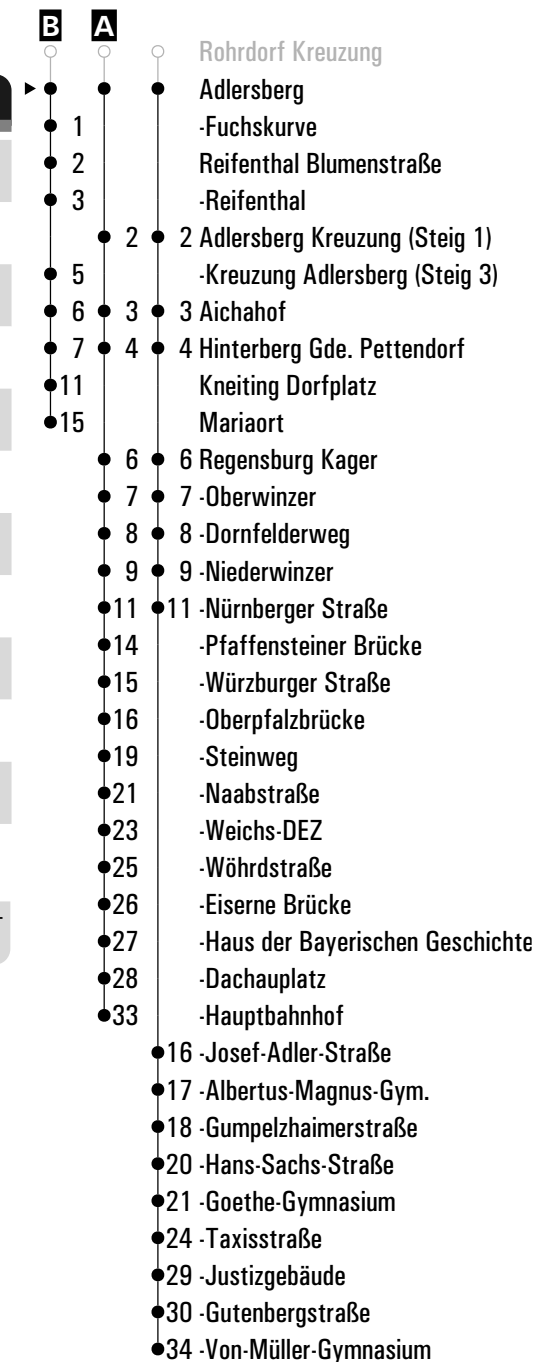 B A
Rohrdorf Kreuzung
Adlersberg
1 -Fuchskurve
2 Reifenthal Blumenstraße
3 -Reifenthal
2 2 Adlersberg Kreuzung (Steig 1)
5 -Kreuzung Adlersberg (Steig 3)
6 3 3 Aichahof
7 4 4 Hinterberg Gde. Pettendorf
11 Kneiting Dorfplatz
15 Mariaort
6 6 Regensburg Kager
7 7 -Oberwinzer
8 8 -Dornfelderweg
9 9 -Niederwinzer
11 11 -Nürnberger Straße
14 -Pfaffensteiner Brücke
15 -Würzburger Straße
16 -Oberpfalzbrücke
19 -Steinweg
21 -Naabstraße
23 -Weichs-DEZ
25 -Wöhrdstraße
26 -Eiserne Brücke
27 -Haus der Bayerischen Geschichte
28 -Dachauplatz
33 -Hauptbahnhof
16 -Josef-Adler-Straße
17 -Albertus-Magnus-Gym.
18 -Gumpelzhaimerstraße
20 -Hans-Sachs-Straße
21 -Goethe-Gymnasium
24 -Taxisstraße
29 -Justizgebäude
30 -Gutenbergstraße
34 -Von-Müller-Gymnasium